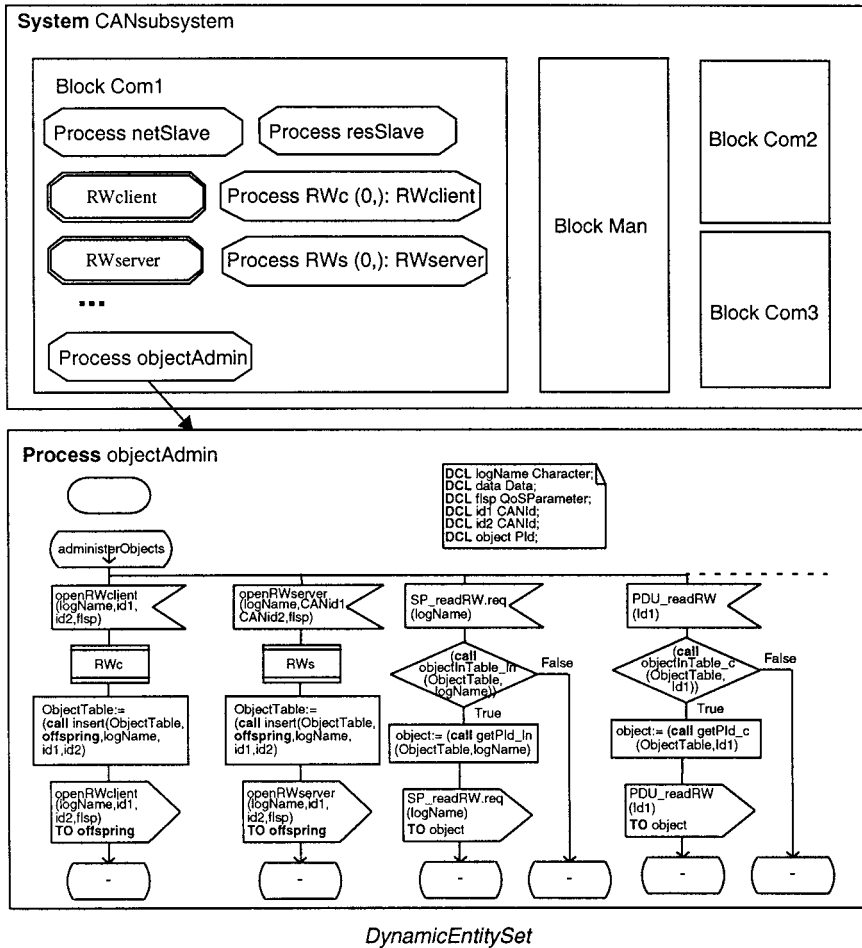 System CANsubsystem
Block Com1
Process netSlave
Process resSlave
RWclient
Process RWc (0,): RWclient
RWserver
Process RWs (0,): RWserver
...
Process objectAdmin
Block Man
Block Com2
Block Com3
Process objectAdmin
DCL logName Character;
DCL data Data;
DCL flsp QoSParameter;
DCL id1 CANId;
DCL id2 CANId;
DCL object PId;
administerObjects
openRWclient
(logName,id1,
id2,flsp)
RWc
ObjectTable:=
(call insert(ObjectTable,
offspring,logName,
id1,id2)
openRWclient
(logName,id1,
id2,flsp)
TO offspring
-
openRWserver
(logName,CANid1
CANid2,flsp)
RWs
ObjectTable:=
(call insert(ObjectTable,
offspring,logName,
id1,id2)
openRWserver
(logName,id1,
id2,flsp)
TO offspring
-
SP_readRW.req
(logName)
(call
objectInTable_ln
(ObjectTable,
logName))
False
True
object:= (call getPId_ln
(ObjectTable,logName)
SP_readRW.req
(logName)
TO object
-
-
PDU_readRW
(Id1)
(call
objectInTable_c
(ObjectTable,
Id1))
False
True
object:= (call getPId_c
(ObjectTable,Id1)
PDU_readRW
(Id1)
TO object
-
-
DynamicEntitySet